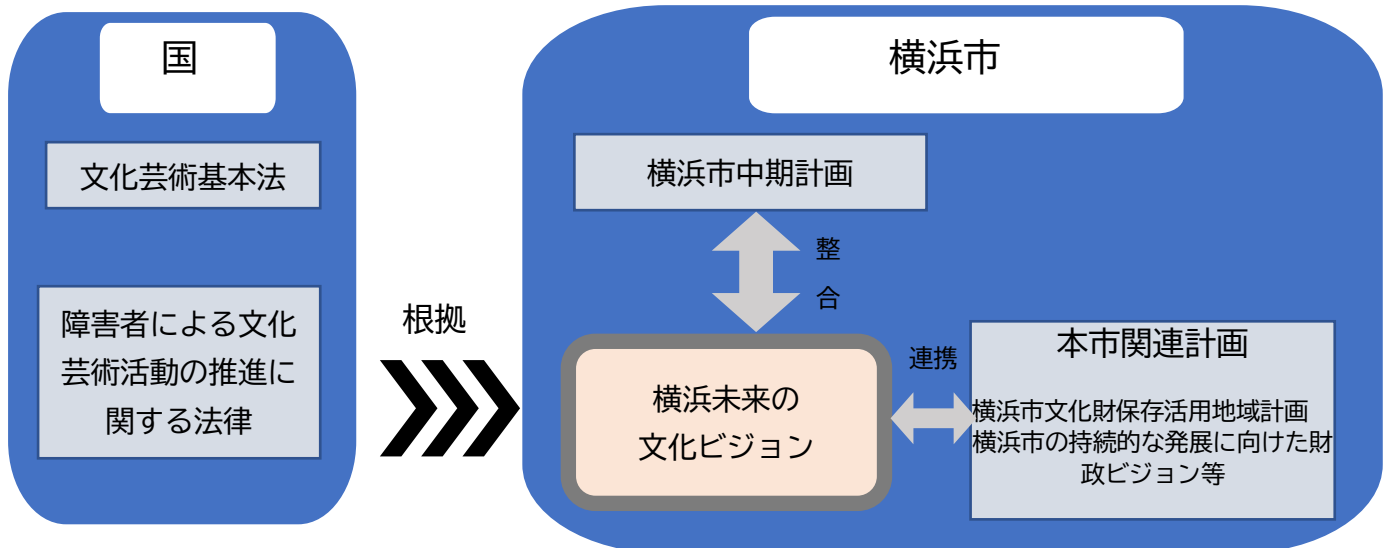 国
文化芸術基本法
障害者による文化
芸術活動の推進に
関する法律
根拠
横浜市
横浜市中期計画
整
合
横浜未来の
文化ビジョン
連携
本市関連計画
横浜市文化財保存活用地域計画
横浜市の持続的な発展に向けた財
政ビジョン等